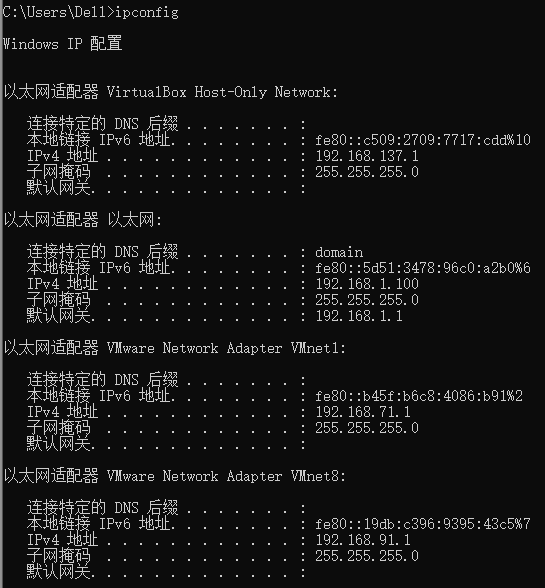 C:\Users\Dell>ipconfig
Windows IP 配置
以太网适配器 VirtualBox Host-Only Network:
连接特定的 DNS 后缀 . . . . . . . :
本地链接 IPv6 地址. . . . . . . . : fe80::c509:2709:7717:cdd%10
IPv4 地址 . . . . . . . . . . . . : 192.168.137.1
子网掩码  . . . . . . . . . . . . : 255.255.255.0
默认网关. . . . . . . . . . . . . :
以太网适配器 以太网:
连接特定的 DNS 后缀 . . . . . . . : domain
本地链接 IPv6 地址. . . . . . . . : fe80::5d51:3478:96c0:a2b0%6
IPv4 地址 . . . . . . . . . . . . : 192.168.1.100
子网掩码  . . . . . . . . . . . . : 255.255.255.0
默认网关. . . . . . . . . . . . . : 192.168.1.1
以太网适配器 VMware Network Adapter VMnet1:
连接特定的 DNS 后缀 . . . . . . . :
本地链接 IPv6 地址. . . . . . . . : fe80::b45f:b6c8:4086:b91%2
IPv4 地址 . . . . . . . . . . . . : 192.168.71.1
子网掩码  . . . . . . . . . . . . : 255.255.255.0
默认网关. . . . . . . . . . . . . :
以太网适配器 VMware Network Adapter VMnet8:
连接特定的 DNS 后缀 . . . . . . . :
本地链接 IPv6 地址. . . . . . . . : fe80::19db:c396:9395:43c5%7
IPv4 地址 . . . . . . . . . . . . : 192.168.91.1
子网掩码  . . . . . . . . . . . . : 255.255.255.0
默认网关. . . . . . . . . . . . . :